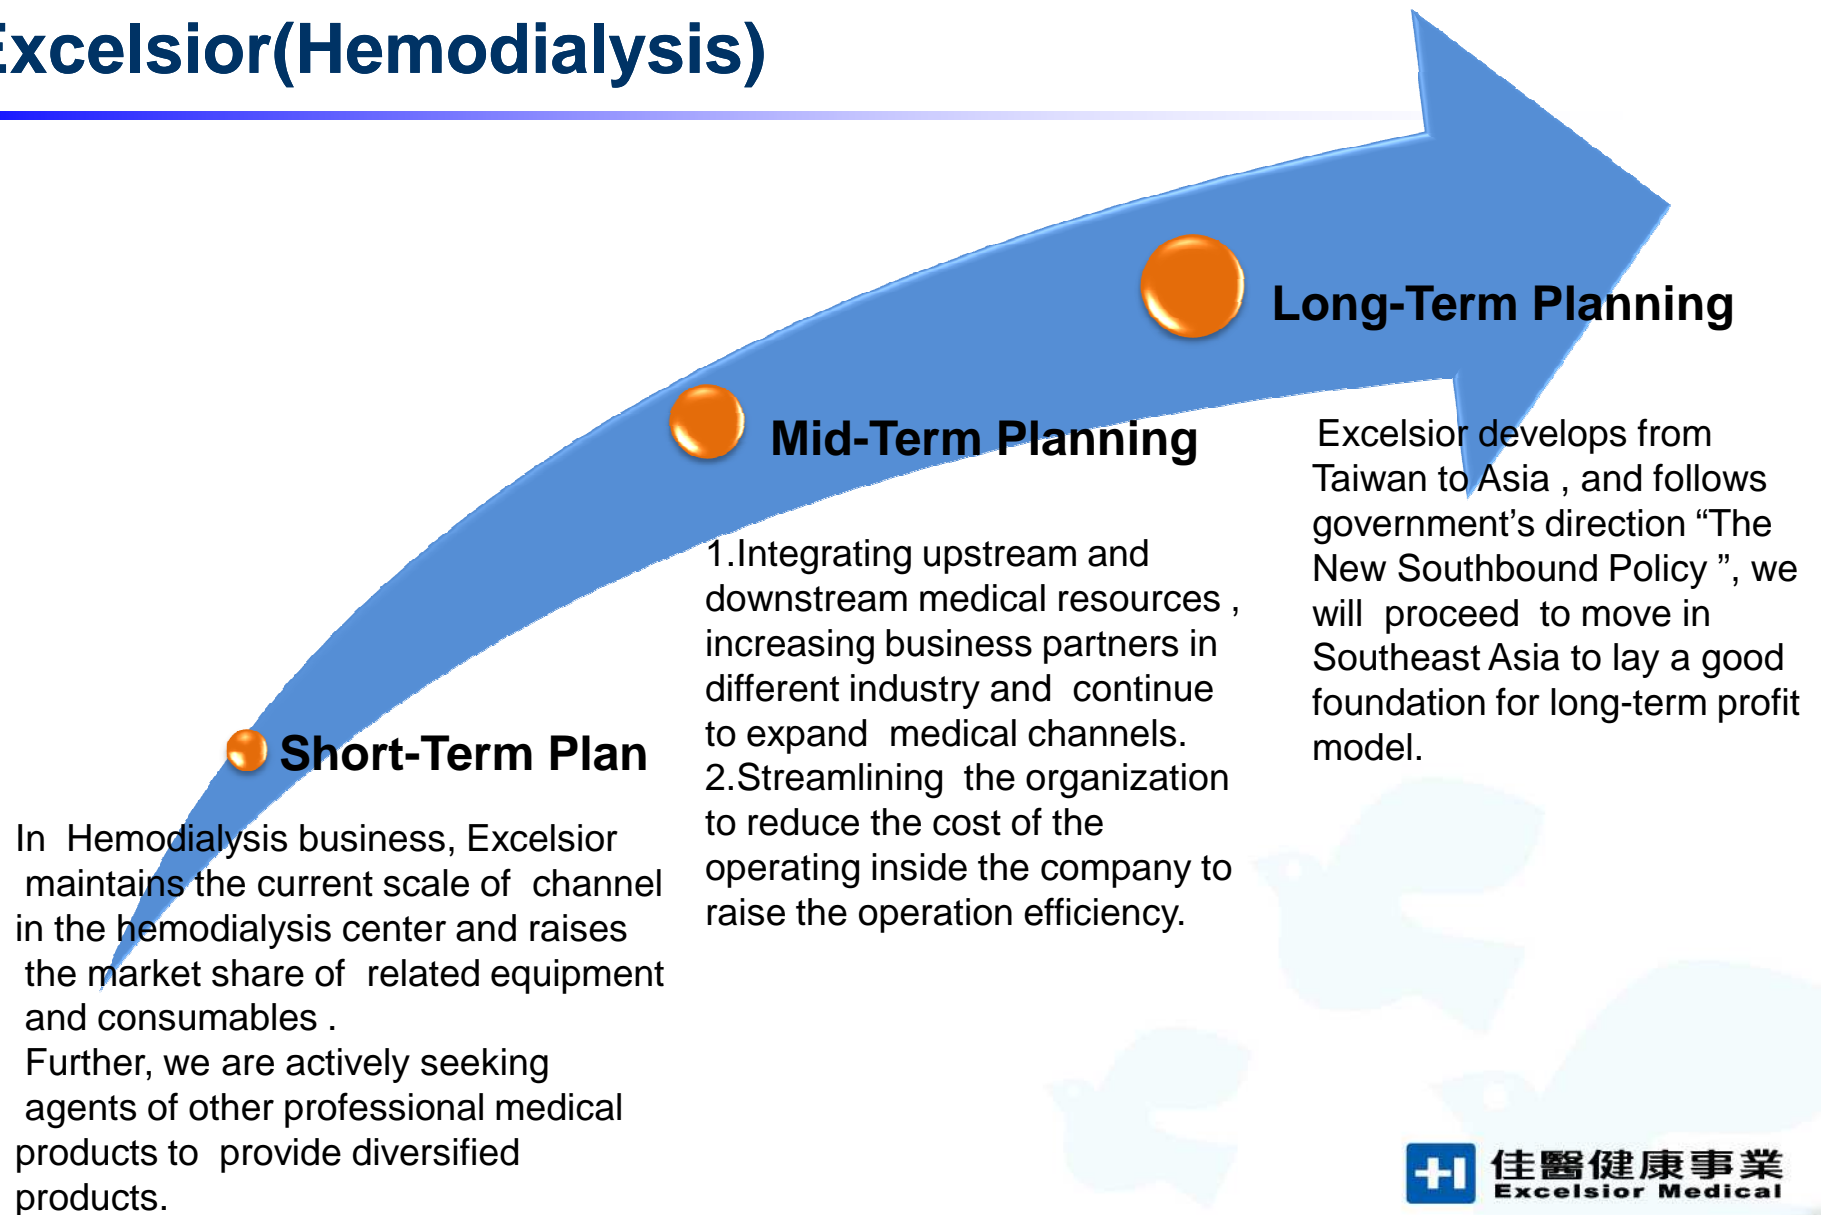 Excelsior(Hemodialysis)
Long-Term Planning
Mid-Term Planning
Short-Term Plan
In Hemodialysis business, Excelsior
maintains the current scale of channel
in the hemodialysis center and raises
the market share of related equipment
and consumables .
Further, we are actively seeking
agents of other professional medical
products to provide diversified
products.
1.Integrating upstream and
downstream medical resources ,
increasing business partners in
different industry and continue
to expand medical channels.
2.Streamlining the organization
to reduce the cost of the
operating inside the company to
raise the operation efficiency.
Excelsior develops from
Taiwan to Asia , and follows
government’s direction “The
New Southbound Policy ”, we
will proceed to move in
Southeast Asia to lay a good
foundation for long-term profit
model.
佳醫健康事業
Excelsior Medical